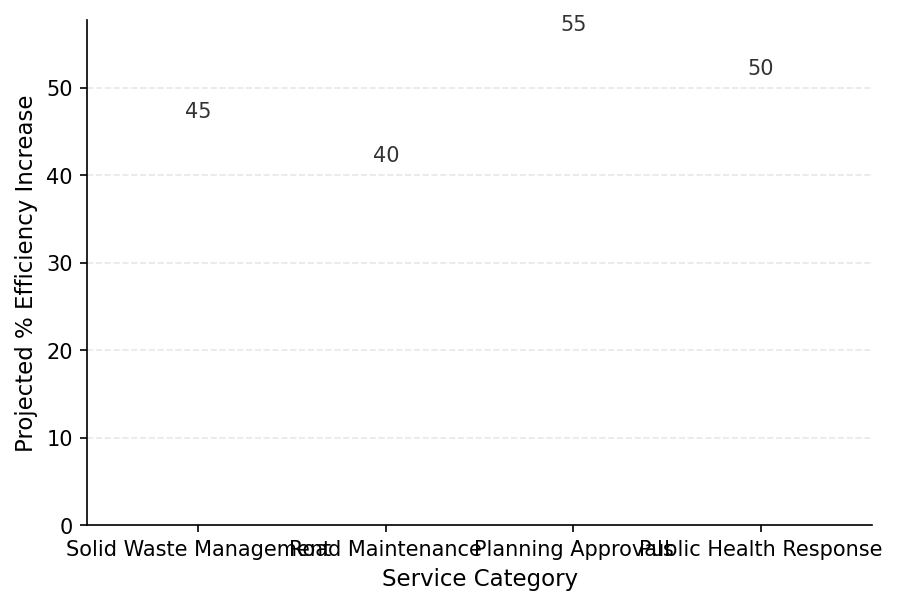 55
50
45
40
50
40
30
20
10
0
Projected % Efficiency Increase
Solid Waste Management
Road Maintenance
Planning Approvals
Public Health Response
Service Category